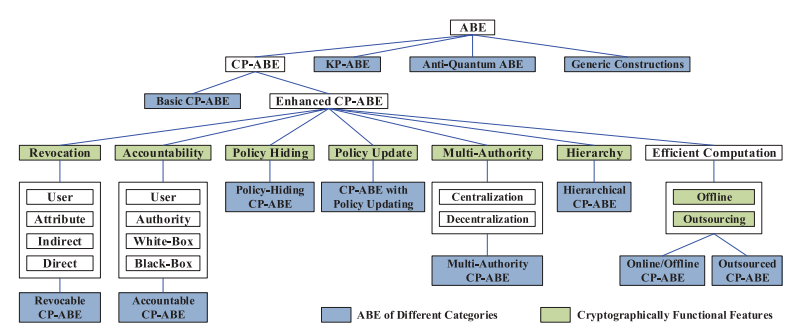 ABE
CP-ABE
KP-ABE
Anti-Quantum ABE
Generic Constructions
Basic CP-ABE
Enhanced CP-ABE
Revocation
Accountability
Policy Hiding
Policy Update
Multi-Authority
Hierarchy
Efficient Computation
User
Attribute
Indirect
Direct
User
Authority
White-Box
Black-Box
Policy-Hiding
CP-ABE
CP-ABE with
Policy Updating
Centralization
Decentralization
Hierarchical
CP-ABE
Offline
Outsourcing
Revocable
CP-ABE
Accountable
CP-ABE
Multi-Authority
CP-ABE
Online/Offline
CP-ABE
Outsourced
CP-ABE
ABE of Different Categories
Cryptographically Functional Features